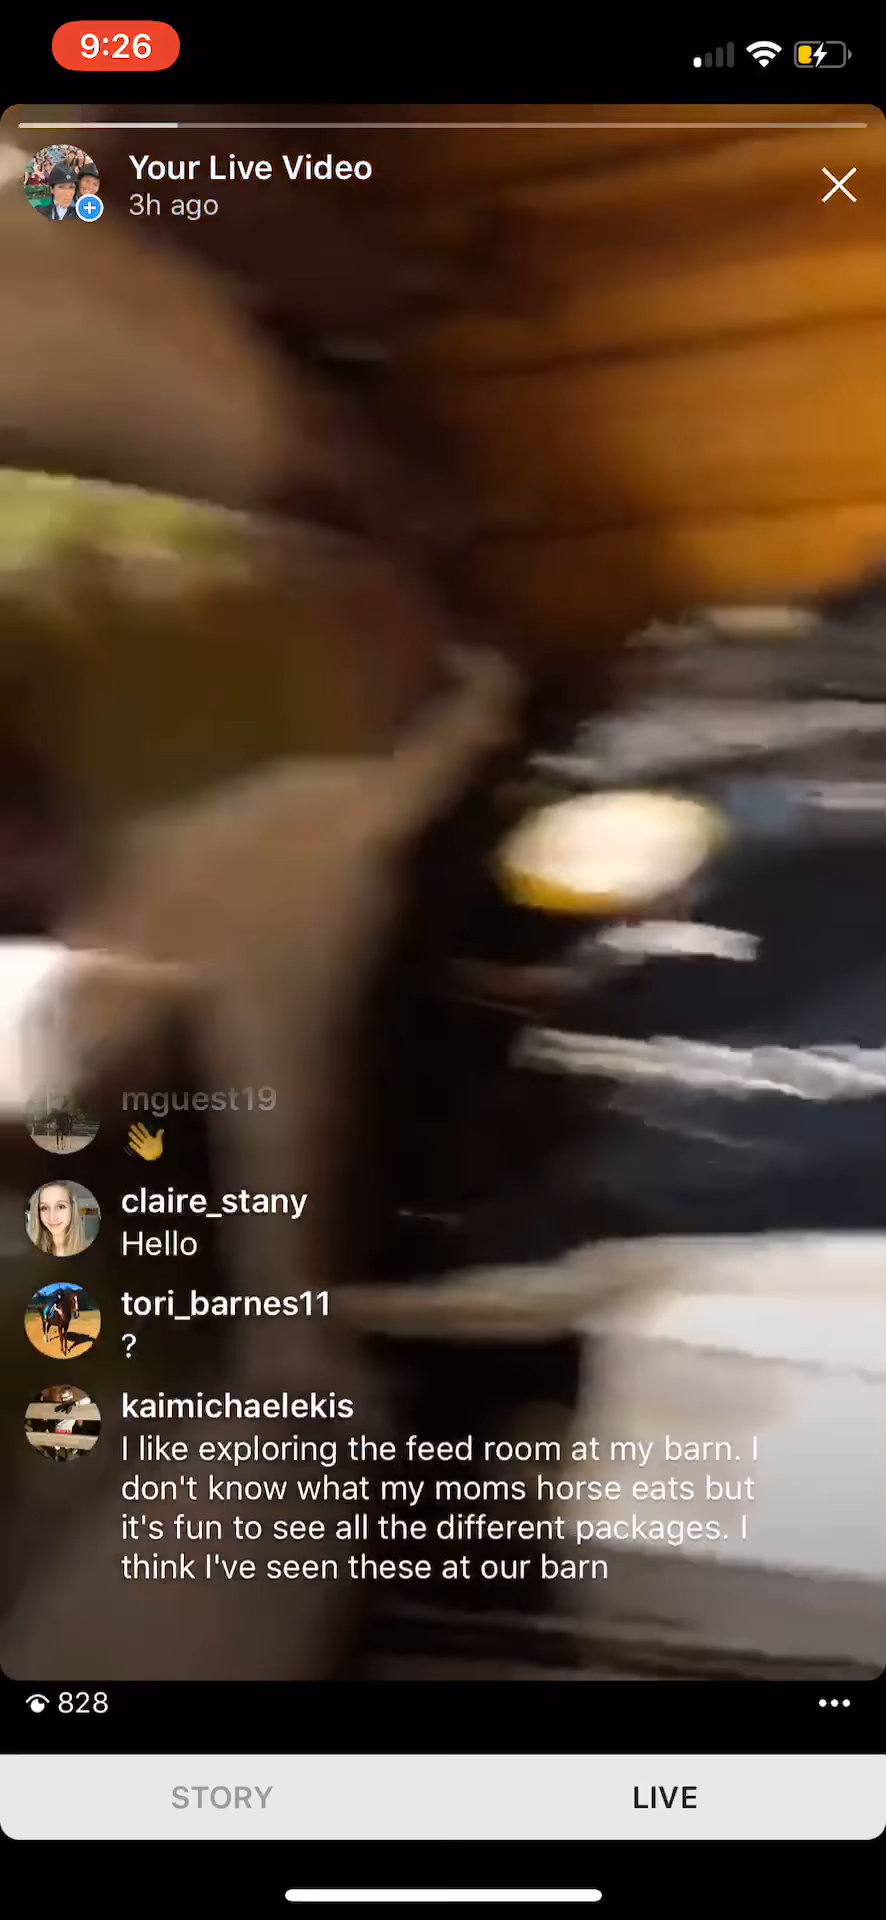 9:26
Your Live Video
3h ago
mguest19
👋
claire_stany
Hello
tori_barnes11
?
kaimichaelekis
I like exploring the feed room at my barn. I
don't know what my moms horse eats but
it's fun to see all the different packages. I
think I've seen these at our barn
828
STORY
LIVE